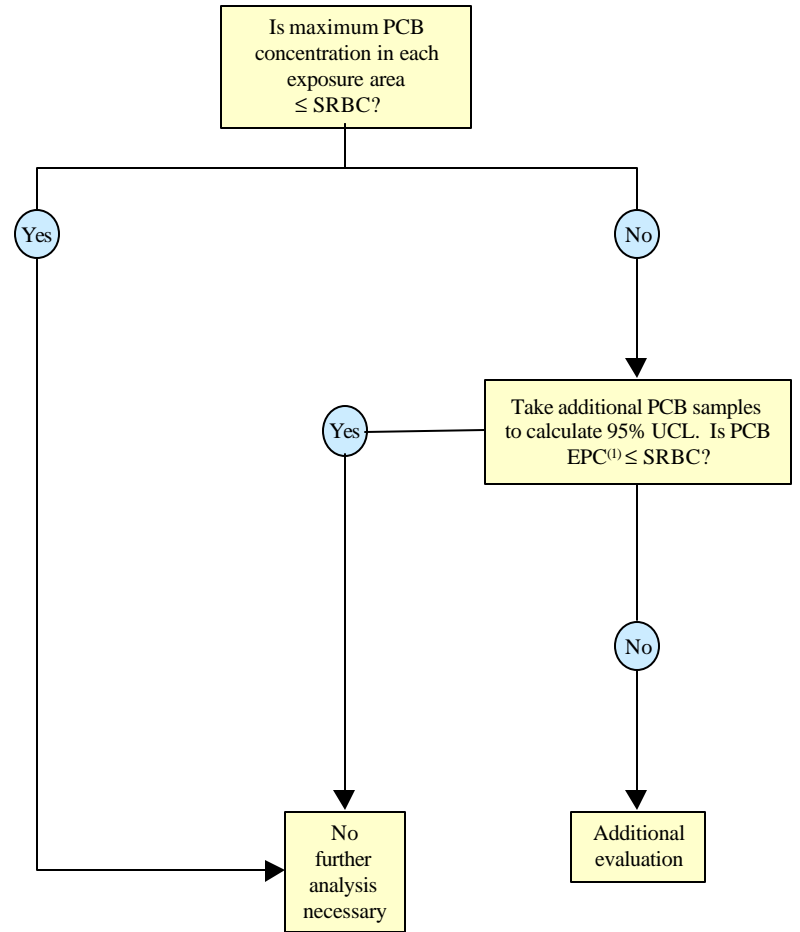 Is maximum PCB
concentration in each
exposure area
≤ SRBC?
Yes
No
Take additional PCB samples
to calculate 95% UCL. Is PCB
EPC(1) ≤ SRBC?
Yes
No
No
further
analysis
necessary
Additional
evaluation